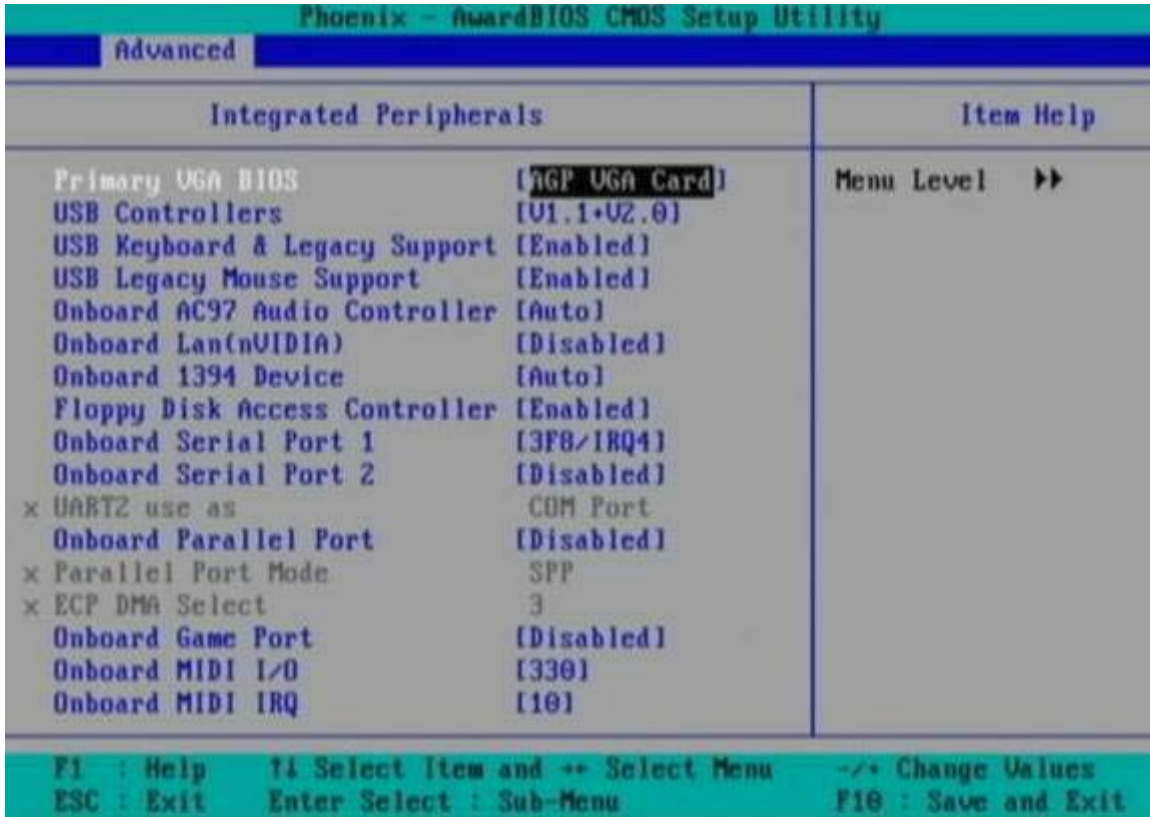 Phoenix - AwardBIOS CMOS Setup Utility
Advanced
Integrated Peripherals
Item Help
Primary VGA BIOS [AGP VGA Card]
Menu Level ▶▶
USB Controllers [V1.1+V2.0]
USB Keyboard & Legacy Support [Enabled]
USB Legacy Mouse Support [Enabled]
Onboard AC97 Audio Controller [Auto]
Onboard Lan(nVIDIA) [Disabled]
Onboard 1394 Device [Auto]
Floppy Disk Access Controller [Enabled]
Onboard Serial Port 1 [3F8/IRQ4]
Onboard Serial Port 2 [Disabled]
x UART2 use as COM Port
Onboard Parallel Port [Disabled]
x Parallel Port Mode SPP
x ECP DMA Select 3
Onboard Game Port [Disabled]
Onboard MIDI I/O [330]
Onboard MIDI IRQ [10]
F1 : Help ↑↓ Select Item and ↔ Select Menu -/+ Change Values
ESC : Exit Enter Select : Sub-Menu F10 : Save and Exit